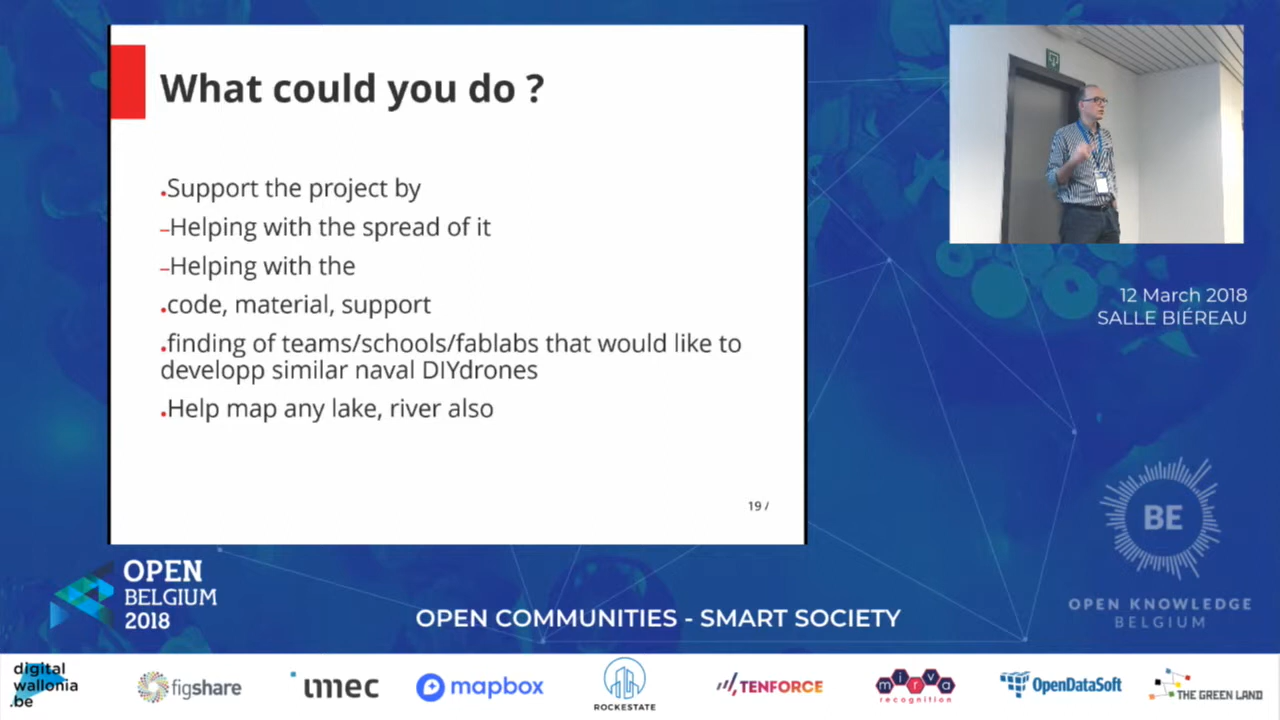 What could you do ?
.Support the project by
–Helping with the spread of it
–Helping with the
.code, material, support
.finding of teams/schools/fablabs that would like to
developp similar naval DIYdrones
.Help map any lake, river also
19 /
12 March 2018
SALLE BIÉREAU
BE
OPEN KNOWLEDGE
BELGIUM
OPEN
BELGIUM
2018
OPEN COMMUNITIES - SMART SOCIETY
digital
wallonia
.be
figshare
imec
mapbox
ROCKESTATE
TENFORCE
mirva
recognition
OpenDataSoft
THE GREEN LAND